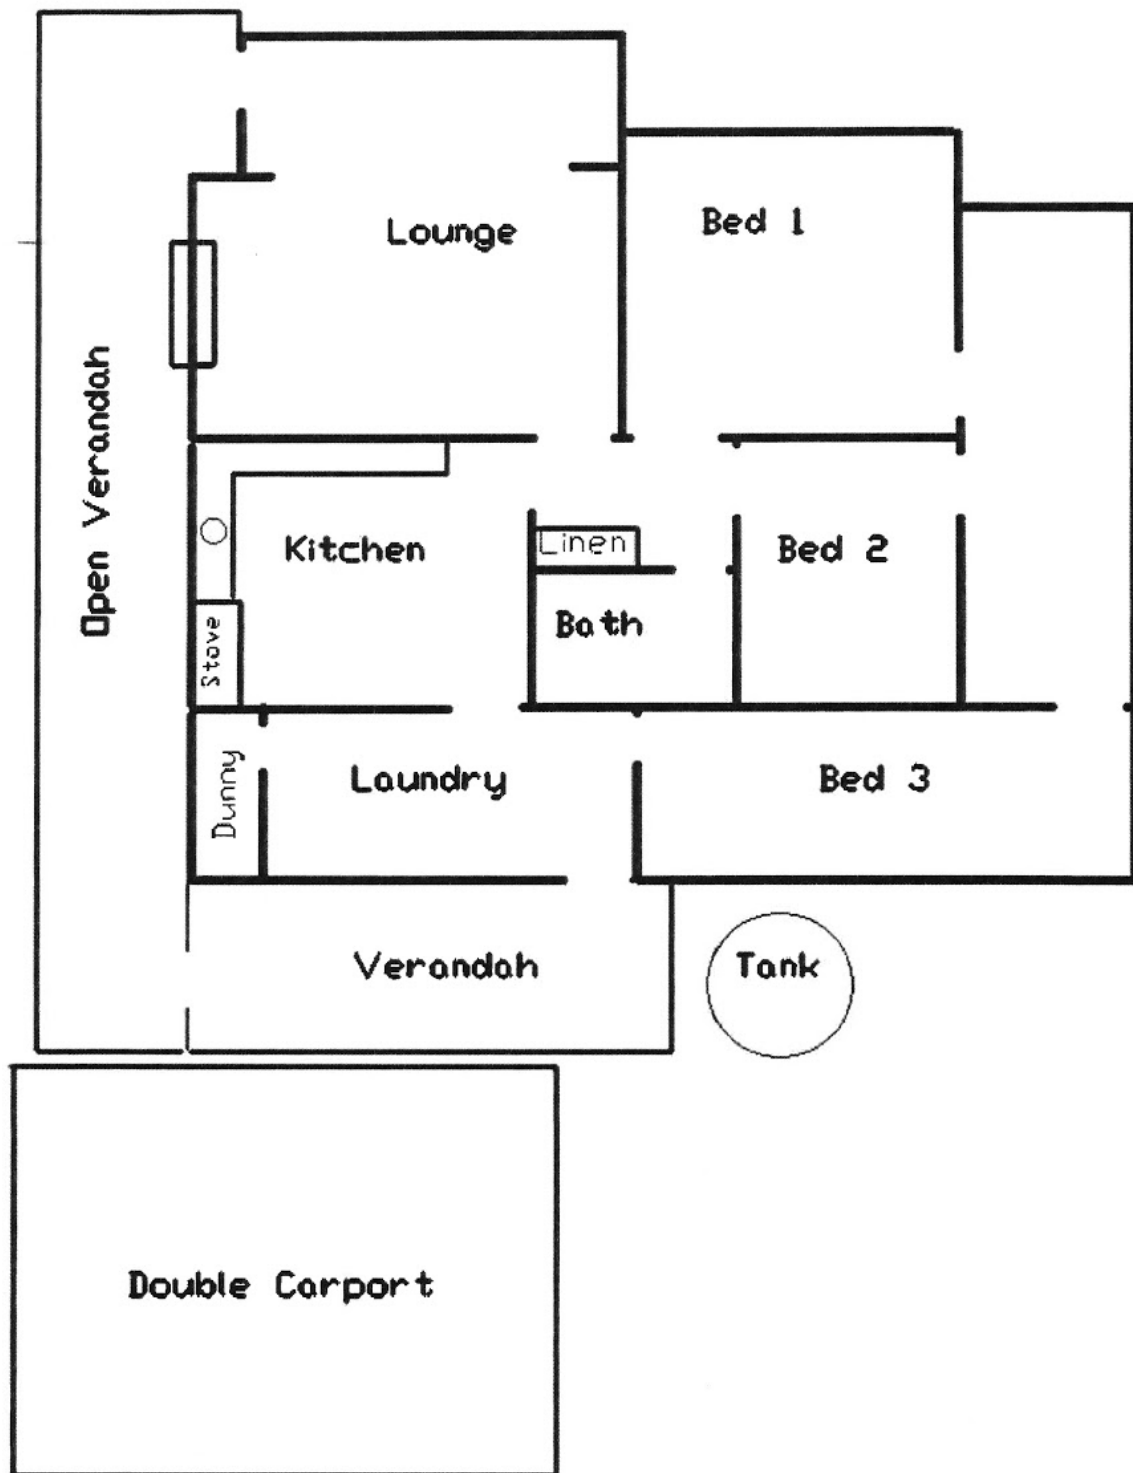 Lounge
Bed 1
Open Verandah
Kitchen
Linen
Bed 2
Bath
Stove
Dunny
Laundry
Bed 3
Verandah
Tank
Double Carport